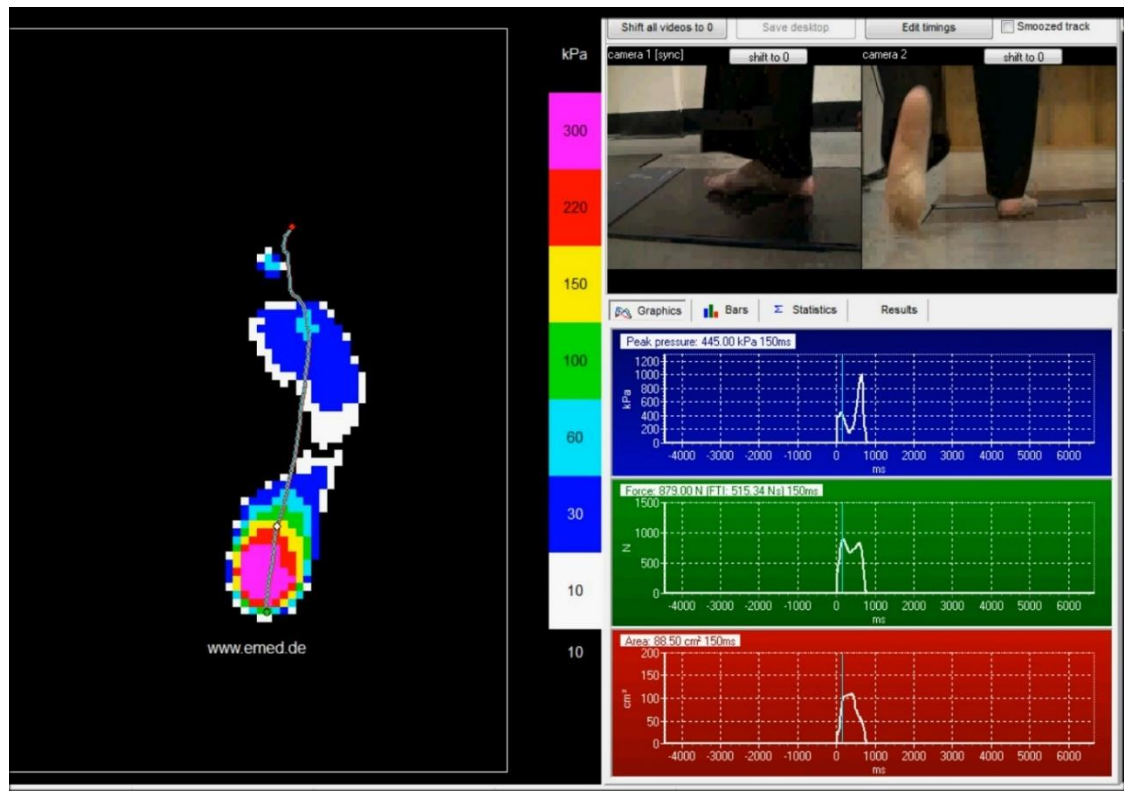 Shift all videos to 0 Save desktop Edit timings Smoozed track
kPa
camera 1 [sync] shift to 0 camera 2 shift to 0
300
220
150
100
60
30
10
10
www.emed.de
Graphics Bars Σ Statistics Results
Peak pressure: 445.00 kPa 150ms
kPa
1200
1000
800
600
400
200
0
-4000 -3000 -2000 -1000 0 1000 2000 3000 4000 5000 6000
ms
Force: 879.00 N (FTI: 515.34 Ns) 150ms
N
1500
1000
500
0
-4000 -3000 -2000 -1000 0 1000 2000 3000 4000 5000 6000
ms
Area: 88.50 cm² 150ms
cm²
200
150
100
50
0
-4000 -3000 -2000 -1000 0 1000 2000 3000 4000 5000 6000
ms